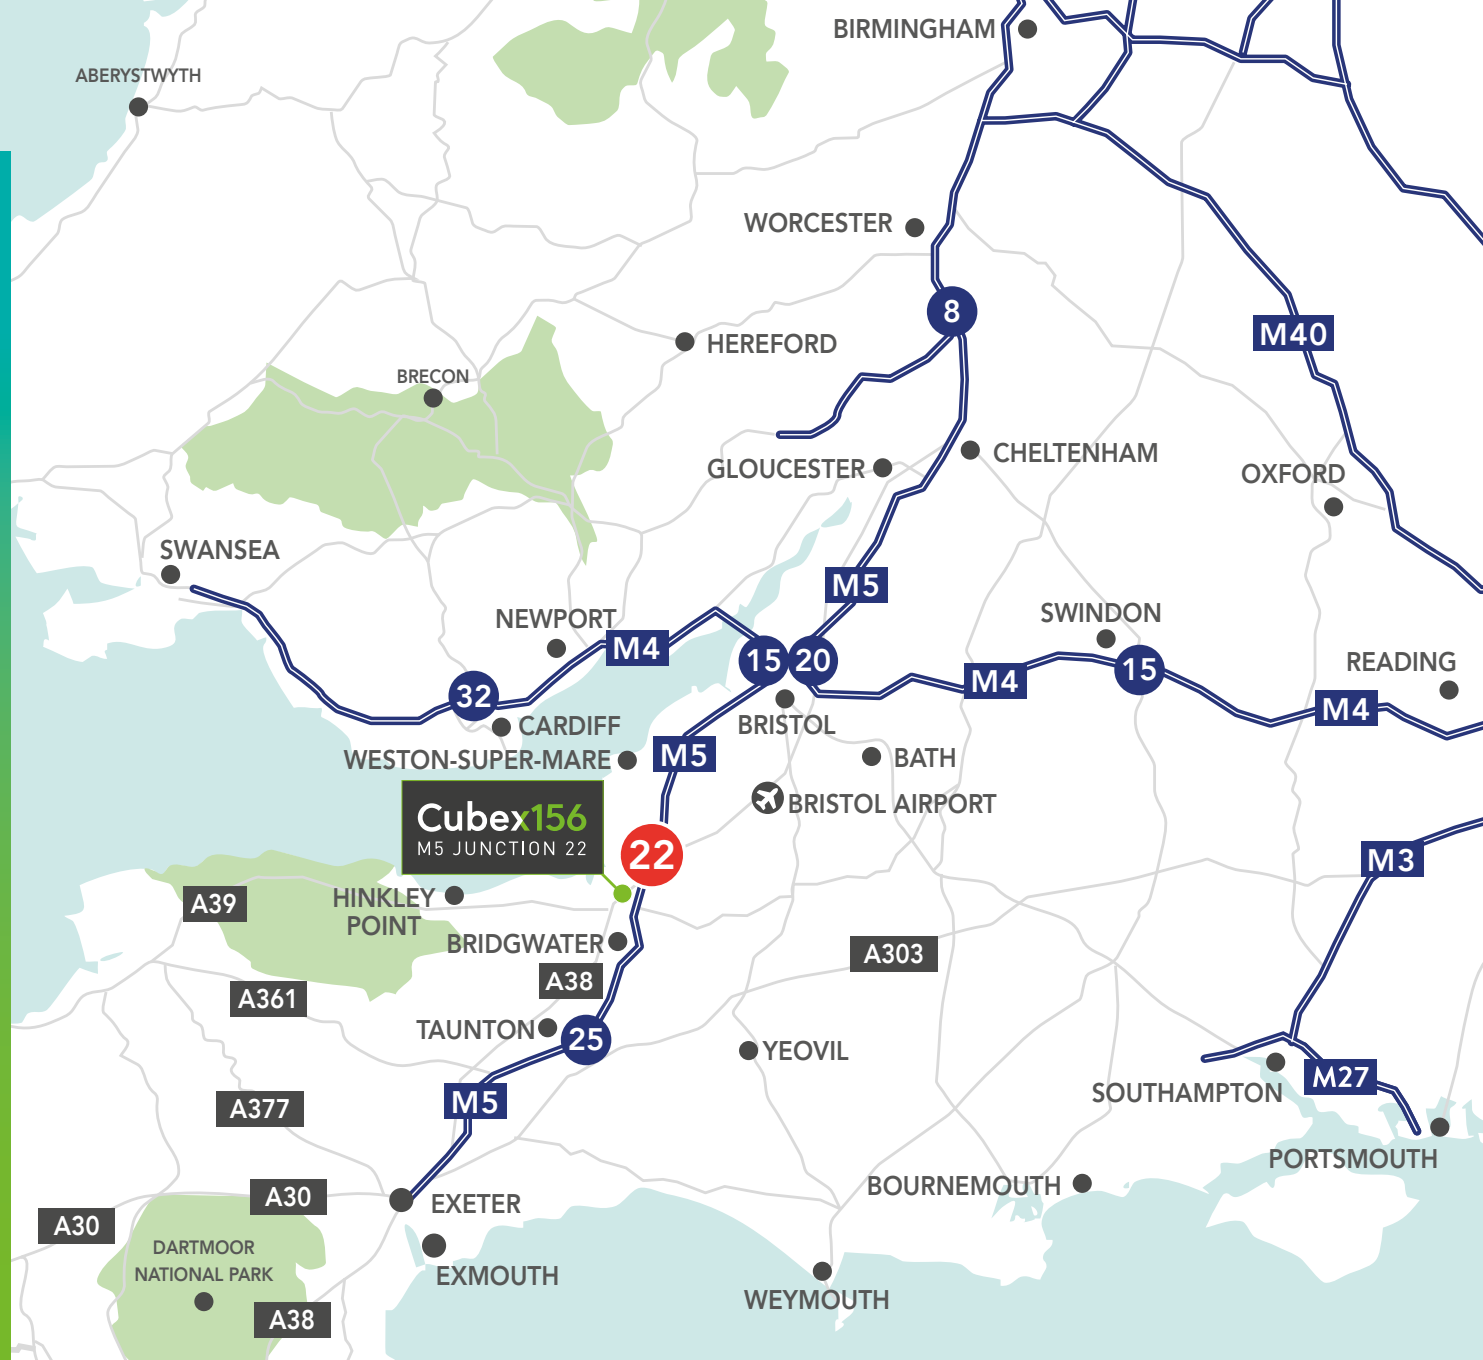 BIRMINGHAM
ABERYSTWYTH
WORCESTER
8
M40
HEREFORD
BRECON
CHELTENHAM
GLOUCESTER
OXFORD
SWANSEA
M5
NEWPORT
SWINDON
M4
15
20
15
READING
M4
32
M4
CARDIFF
BRISTOL
WESTON-SUPER-MARE
M5
BATH
BRISTOL AIRPORT
Cubex156
M5 JUNCTION 22
22
M3
A39
HINKLEY
POINT
BRIDGWATER
A303
A38
A361
TAUNTON
25
YEOVIL
M27
SOUTHAMPTON
M5
A377
PORTSMOUTH
BOURNEMOUTH
A30
EXETER
A30
DARTMOOR
NATIONAL PARK
EXMOUTH
WEYMOUTH
A38